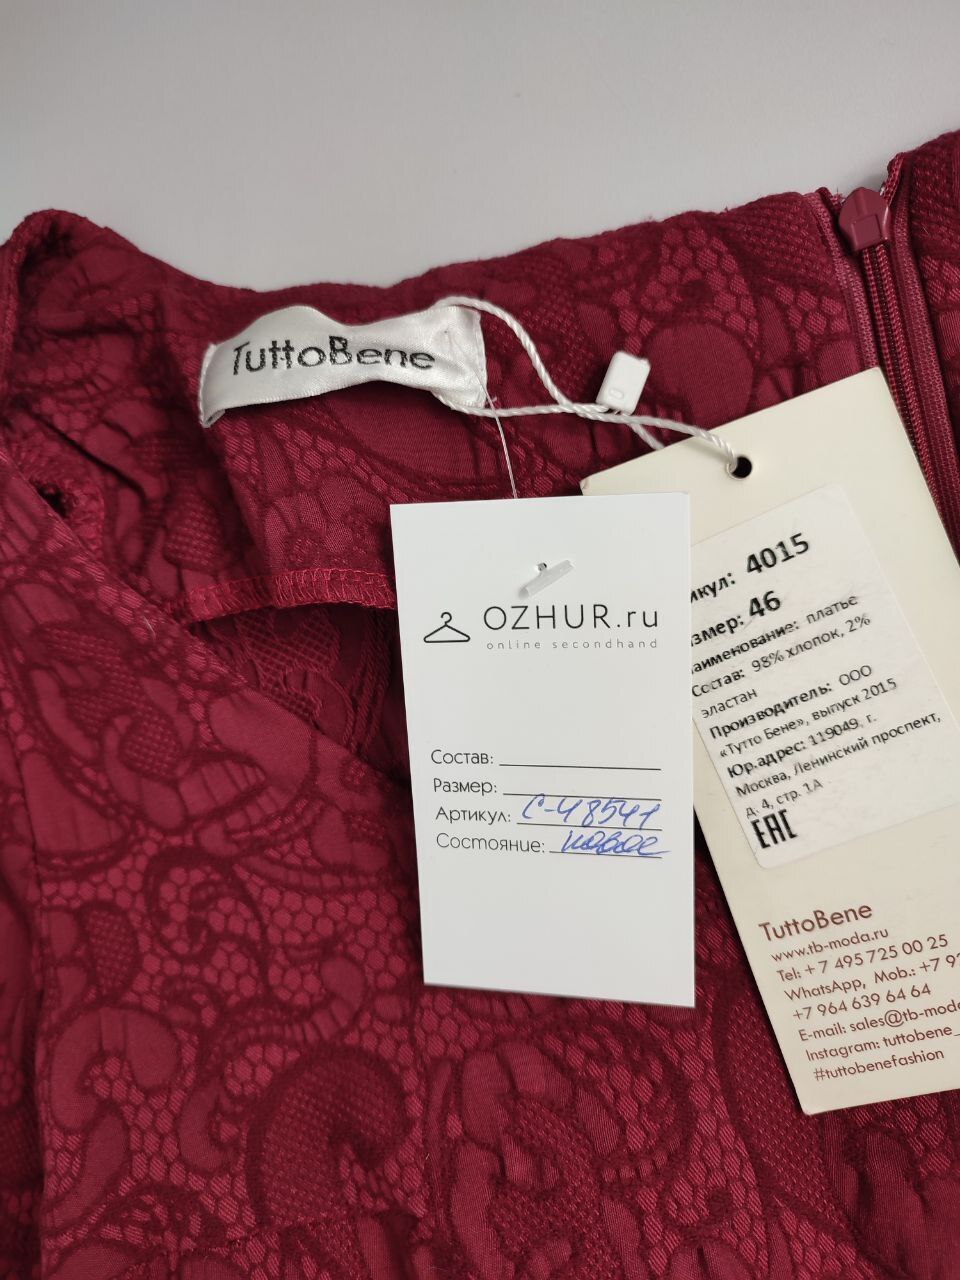 TuttoBene
OZHUR.ru
online secondhand
Состав:
Размер:
Артикул: С-48541
Состояние: новое
икул: 4015
змер: 46
аименование: платье
Состав: 98% хлопок, 2%
эластан
Производитель: ООО
«Тутто Бене», выпуск 2015
Юр.адрес: 119049. г.
Москва, Ленинский проспект,
д. 4, стр. 1А
EAC
TuttoBene
www.tb-moda.ru
Tel: + 7 495 725 00 25
WhatsApp, Mob.: +7 9
+7 964 639 64 64
E-mail: sales@tb-moda
Instagram: tuttobene_
#tuttobenefashion